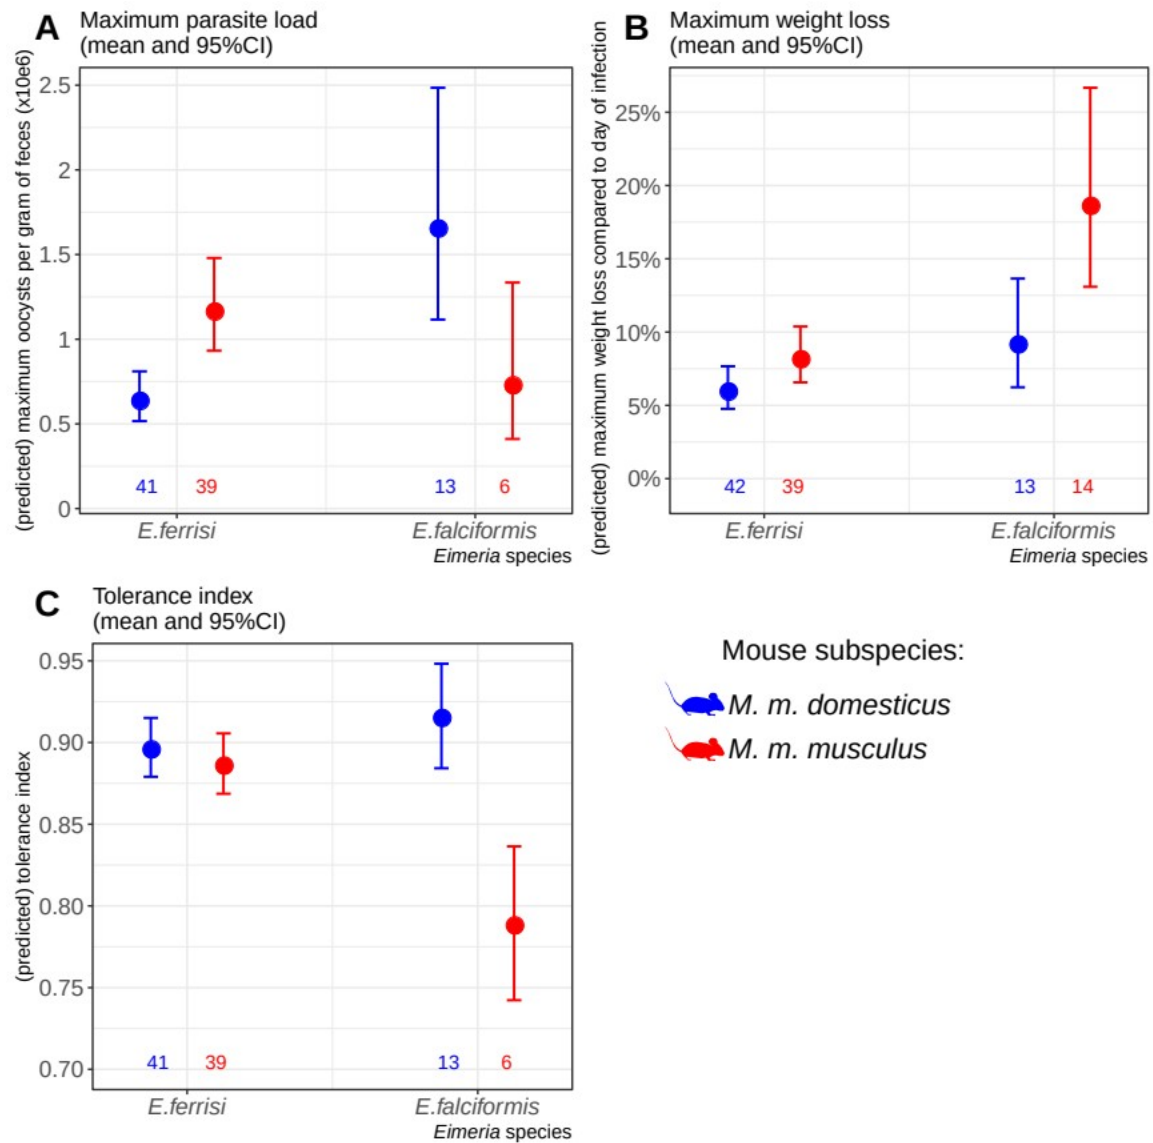 A
Maximum parasite load
(mean and 95%CI)
(predicted) maximum oocysts per gram of feces (x10e6)
2.5
2
1.5
1
0.5
0
41 39 13 6
E.ferrisi E.falciformis
Eimeria species
B
Maximum weight loss
(mean and 95%CI)
(predicted) maximum weight loss compared to day of infection
25%
20%
15%
10%
5%
0%
42 39 13 14
E.ferrisi E.falciformis
Eimeria species
C
Tolerance index
(mean and 95%CI)
(predicted) tolerance index
0.95
0.90
0.85
0.80
0.75
0.70
41 39 13 6
E.ferrisi E.falciformis
Eimeria species
Mouse subspecies:
M. m. domesticus
M. m. musculus